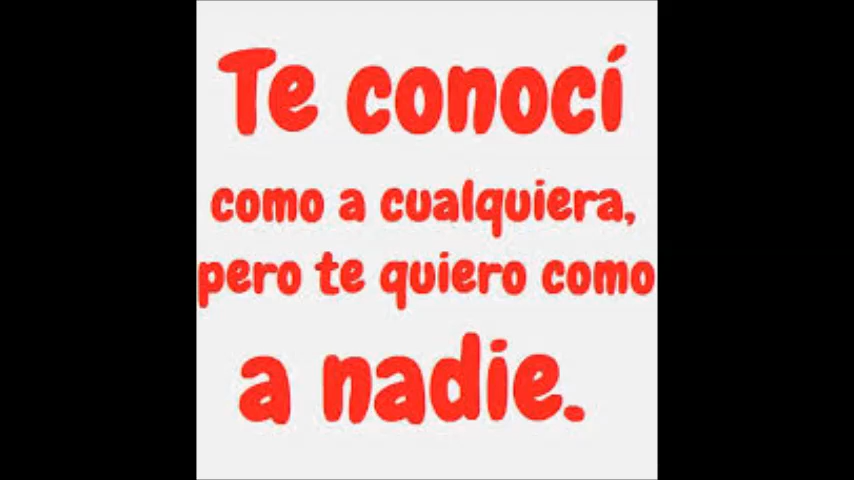 Te conocí
como a cualquiera,
pero te quiero como
a nadie.